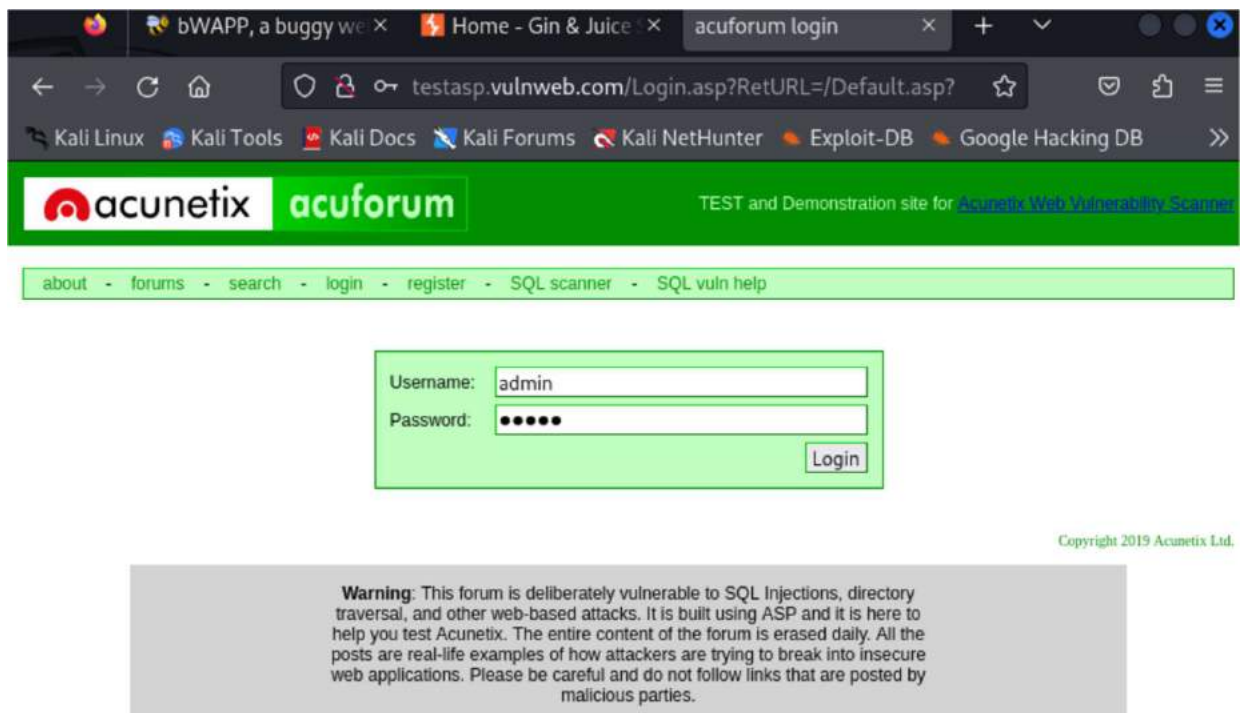 bWAPP, a buggy we
Home - Gin & Juice S
acuforum login
testasp.vulnweb.com/Login.asp?RetURL=/Default.asp?
Kali Linux Kali Tools Kali Docs Kali Forums Kali NetHunter Exploit-DB Google Hacking DB
acunetix acuforum
TEST and Demonstration site for Acunetix Web Vulnerability Scanner
about - forums - search - login - register - SQL scanner - SQL vuln help
Username: admin
Password: •••••
Login
Copyright 2019 Acunetix Ltd.
Warning: This forum is deliberately vulnerable to SQL Injections, directory
traversal, and other web-based attacks. It is built using ASP and it is here to
help you test Acunetix. The entire content of the forum is erased daily. All the
posts are real-life examples of how attackers are trying to break into insecure
web applications. Please be careful and do not follow links that are posted by
malicious parties.